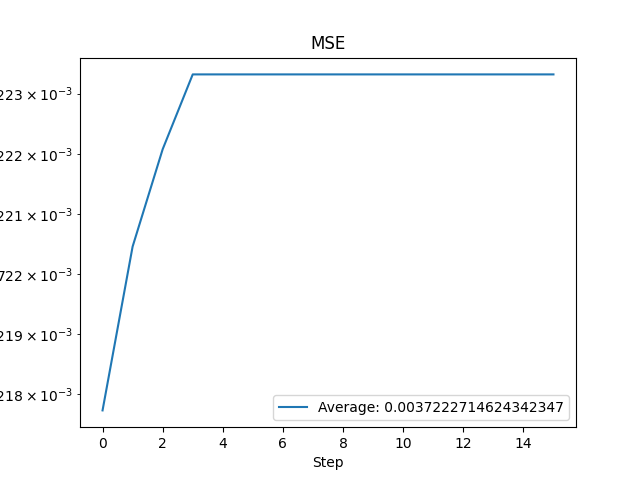 MSE
223 × 10⁻³
222 × 10⁻³
221 × 10⁻³
722 × 10⁻³
219 × 10⁻³
218 × 10⁻³
Average: 0.0037222714624342347
0 2 4 6 8 10 12 14
Step